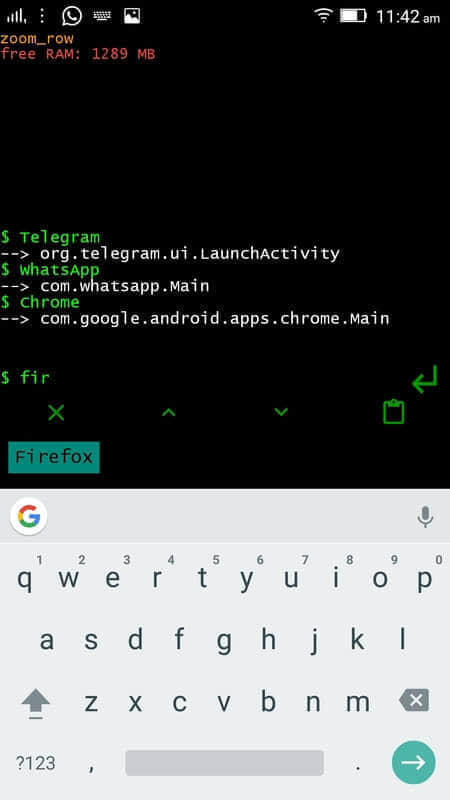 11:42 am
zoom_row
free RAM: 1289 MB
$ Telegram
--> org.telegram.ui.LaunchActivity
$ WhatsApp
--> com.whatsapp.Main
$ Chrome
--> com.google.android.apps.chrome.Main
$ fir
Firefox
G
1 2 3 4 5 6 7 8 9 0
q w e r t y u i o p
a s d f g h j k l
z x c v b n m
?123 , .